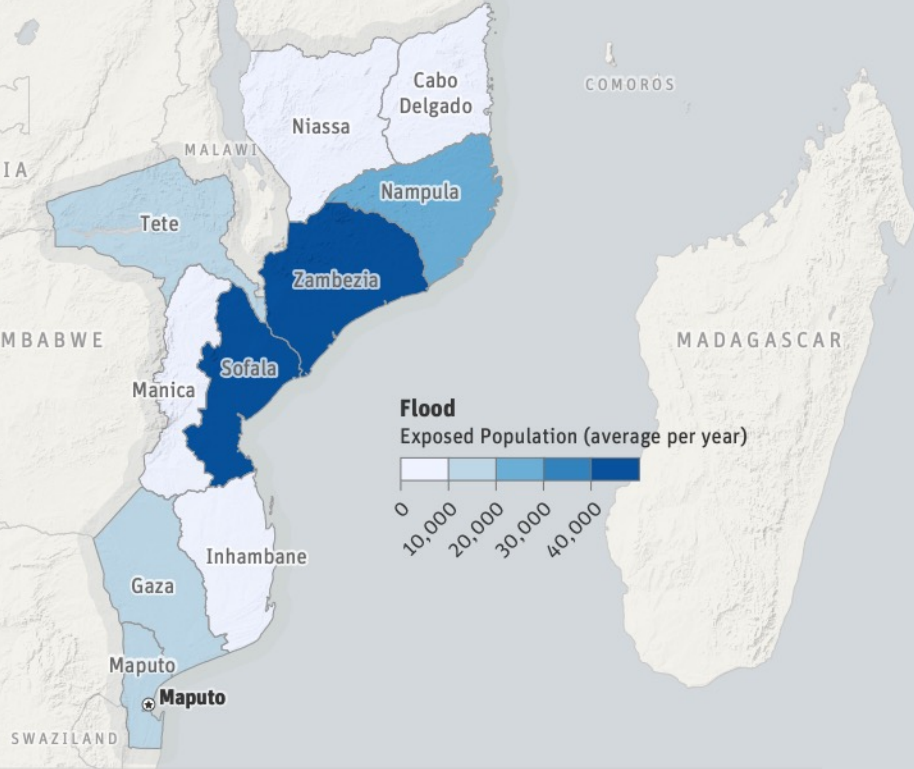 Cabo
Delgado
COMOROS
Niassa
MALAWI
IA
Nampula
Tete
Zambezia
MBABWE
MADAGASCAR
Sofala
Manica
Flood
Exposed Population (average per year)
0
10,000
20,000
30,000
40,000
Inhambane
Gaza
Maputo
Maputo
SWAZILAND